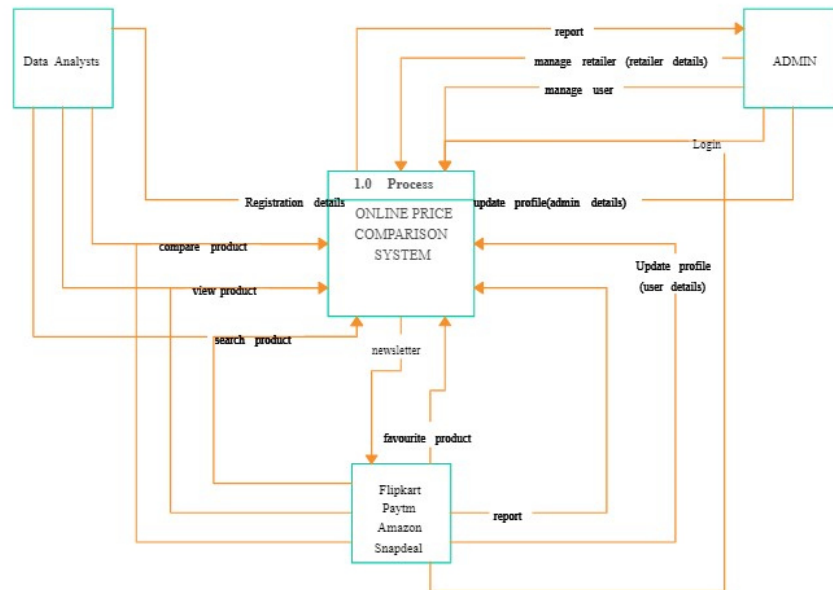 report
Data Analysts
manage retailer (retailer details)
ADMIN
manage user
Login
1.0 Process
Registration details
update profile(admin details)
ONLINE PRICE
COMPARISON
SYSTEM
compare product
Update profile
(user details)
view product
search product
newsletter
favourite product
Flipkart
Paytm
Amazon
Snapdeal
report